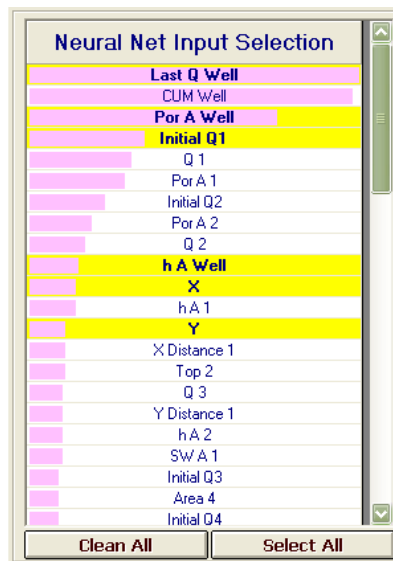 Neural Net Input Selection
Last Q Well
CUM Well
Por A Well
Initial Q1
Q 1
Por A 1
Initial Q2
Por A 2
Q 2
h A Well
X
h A 1
Y
X Distance 1
Top 2
Q 3
Y Distance 1
h A 2
SW A 1
Initial Q3
Area 4
Initial Q4
Clean All Select All